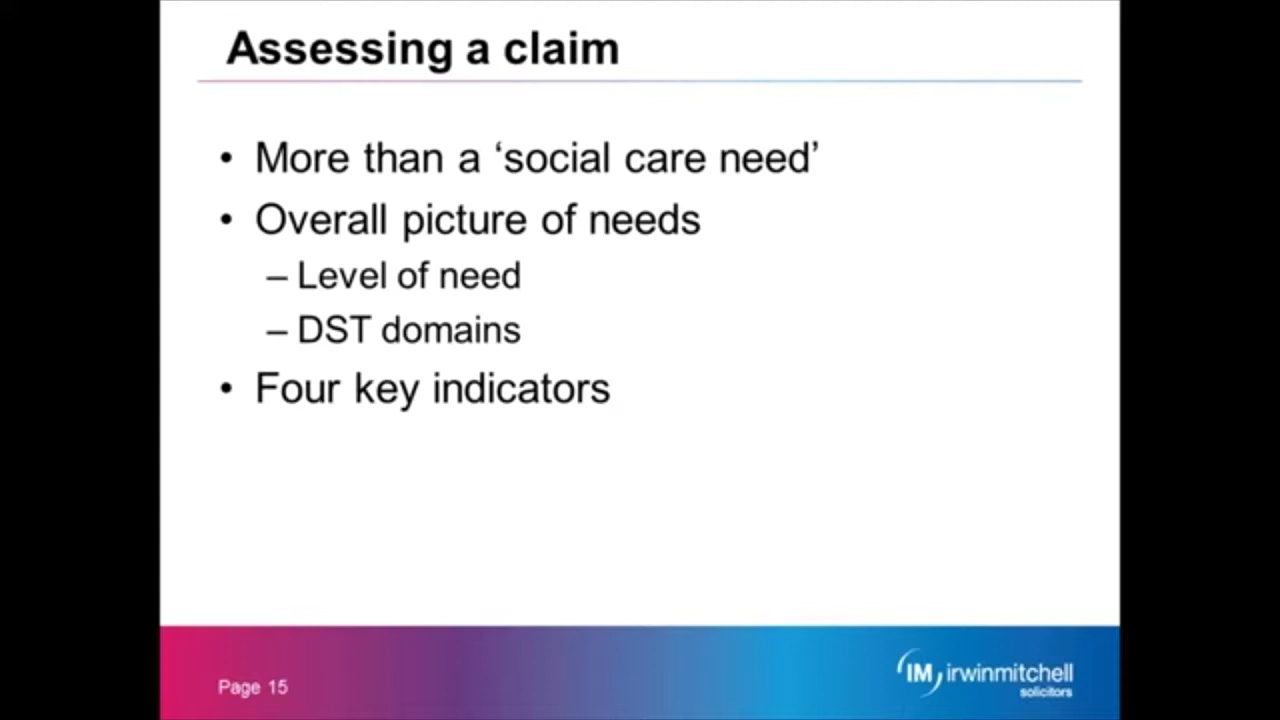 Assessing a claim
• More than a ‘social care need’
• Overall picture of needs
– Level of need
– DST domains
• Four key indicators
Page 15
IM irwinmitchell
solicitors